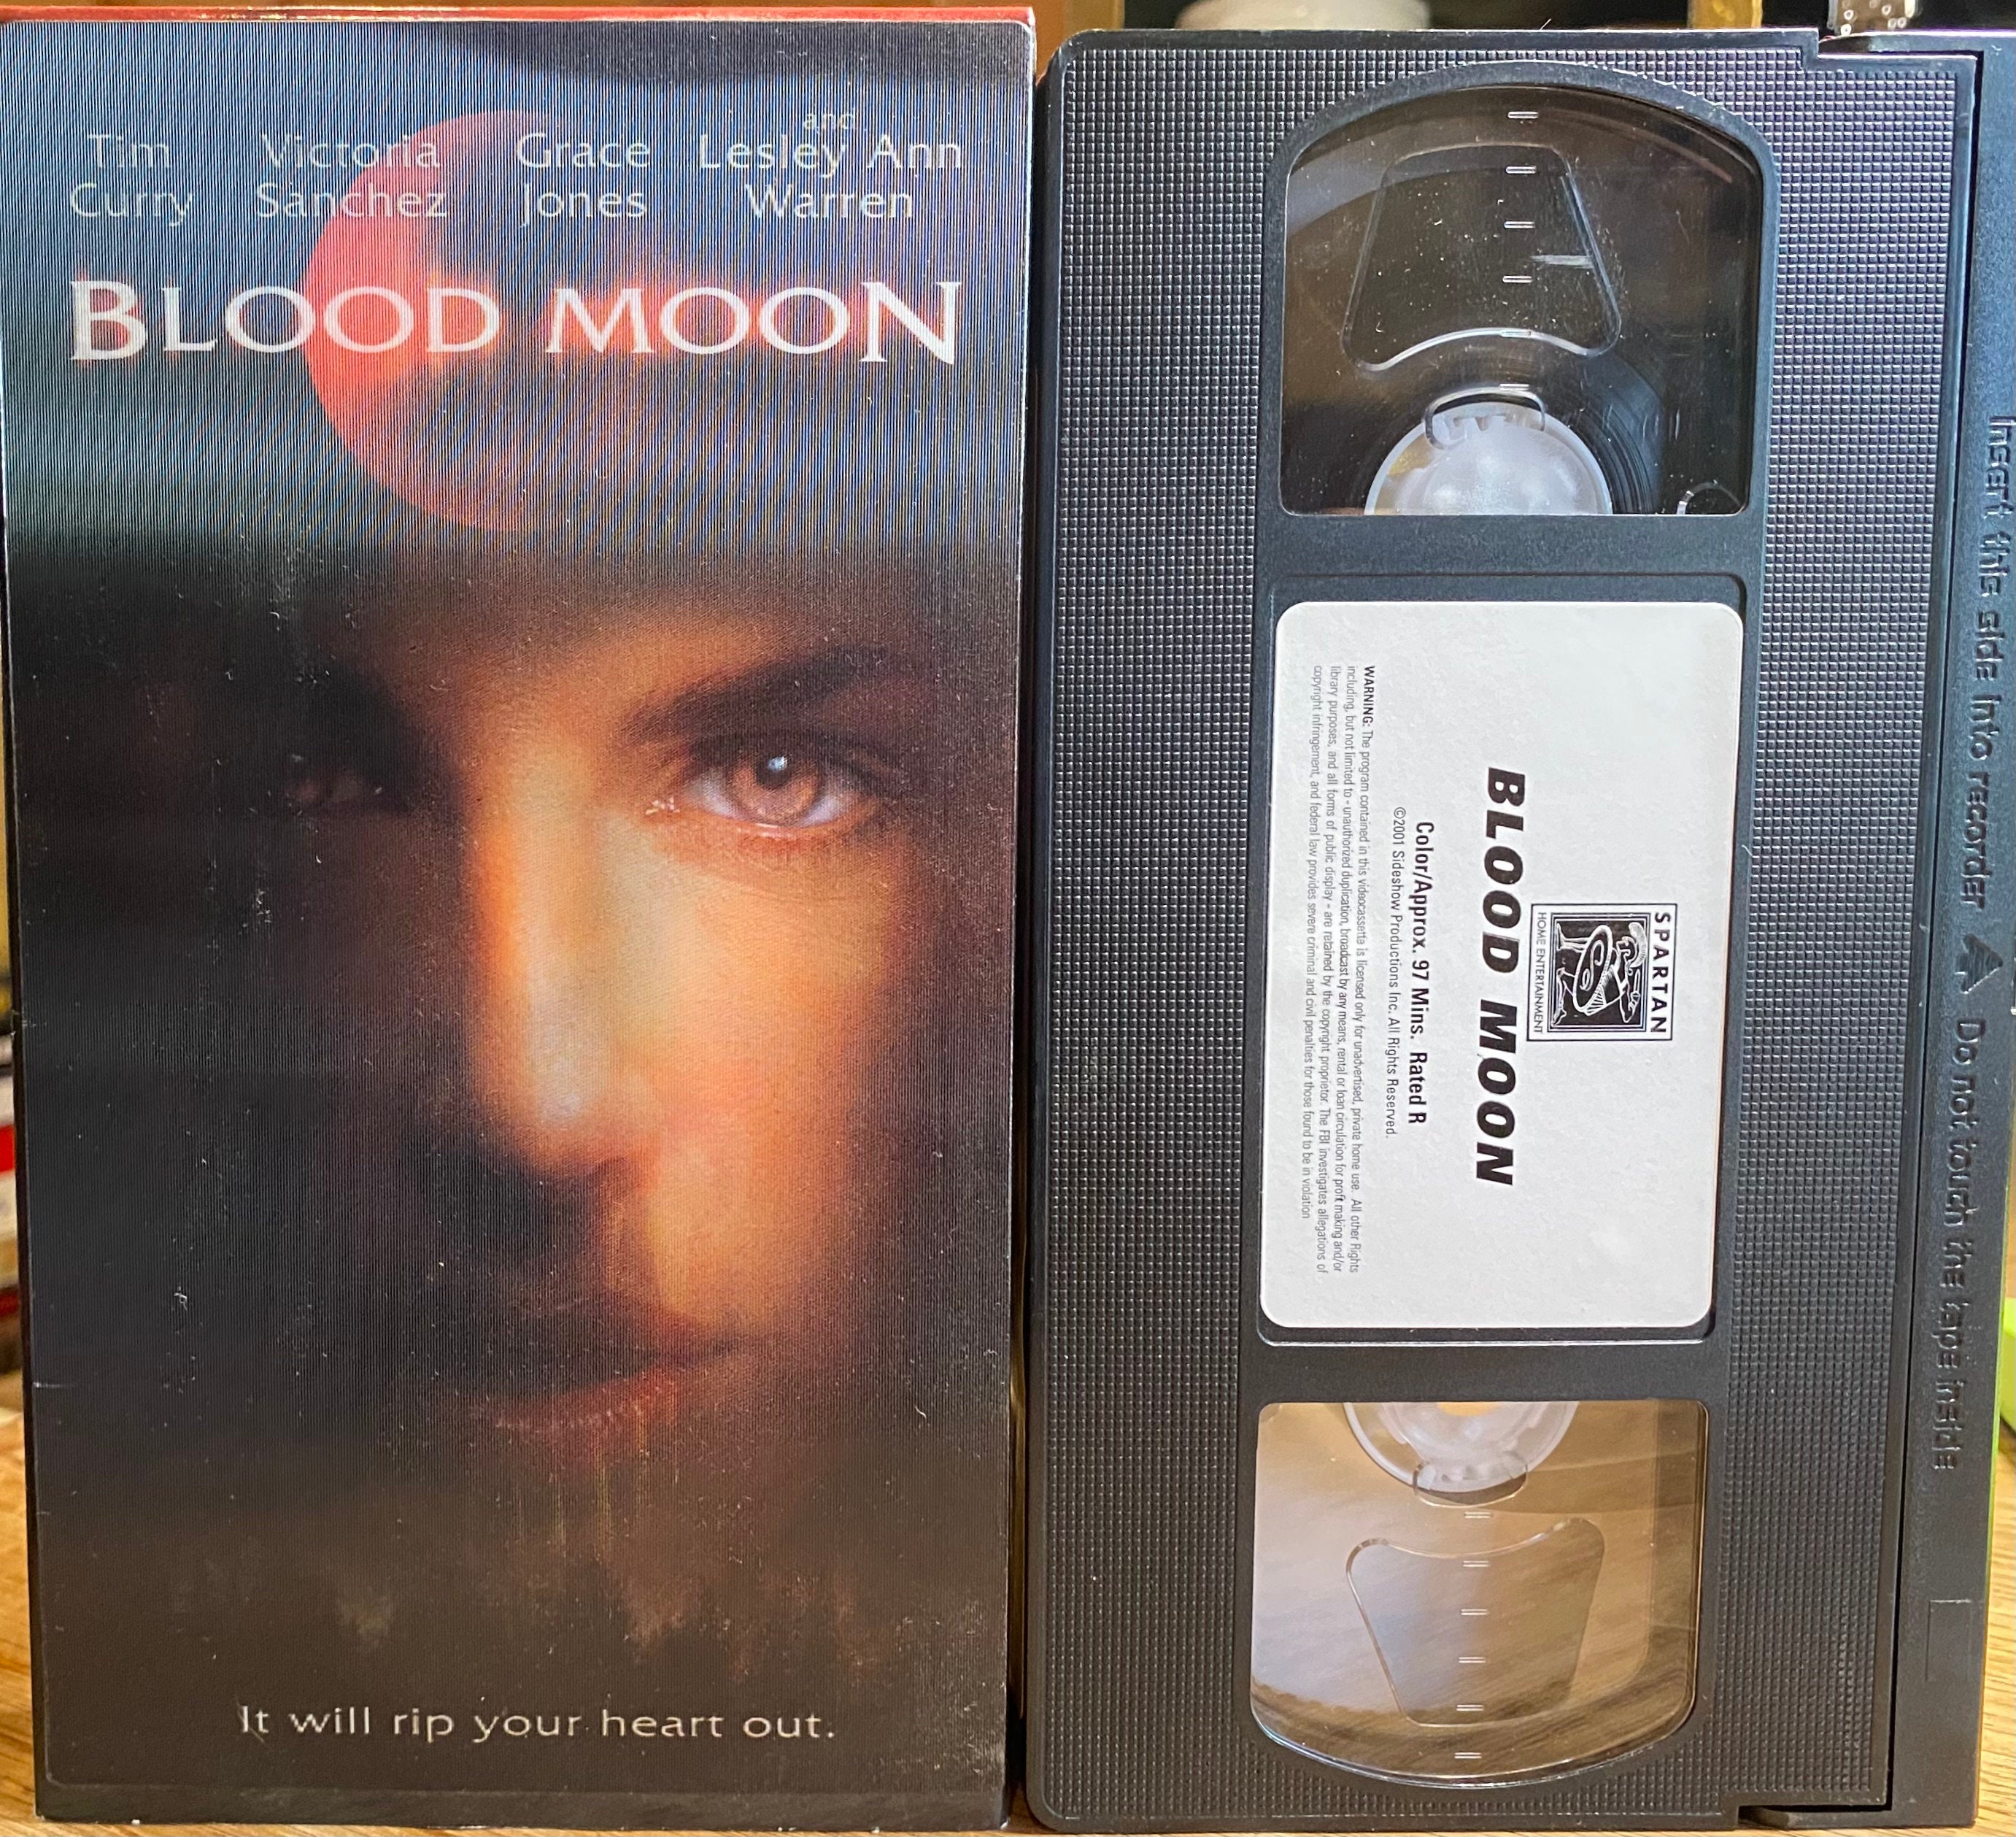 and
Tim Victoria Grace Lesley Ann
Curry Sanchez Jones Warren
BLOOD MOON
It will rip your heart out.
SPARTAN
HOME ENTERTAINMENT
BLOOD MOON
Color/Approx. 97 Mins. Rated R
©2001 Sideshow Productions Inc. All Rights Reserved.
WARNING: The program contained in this videocassette is licensed only for unadvertised, private home use. All other Rights
including, but not limited to - unauthorized duplication, broadcast by any means, rental or loan circulation for profit making and/or
library purposes, and all forms of public display - are retained by the copyright proprietor. The FBI investigates allegations of
copyright infringement, and federal law provides severe criminal and civil penalties for those found to be in violation
Insert this side into recorder Do not touch the tape inside